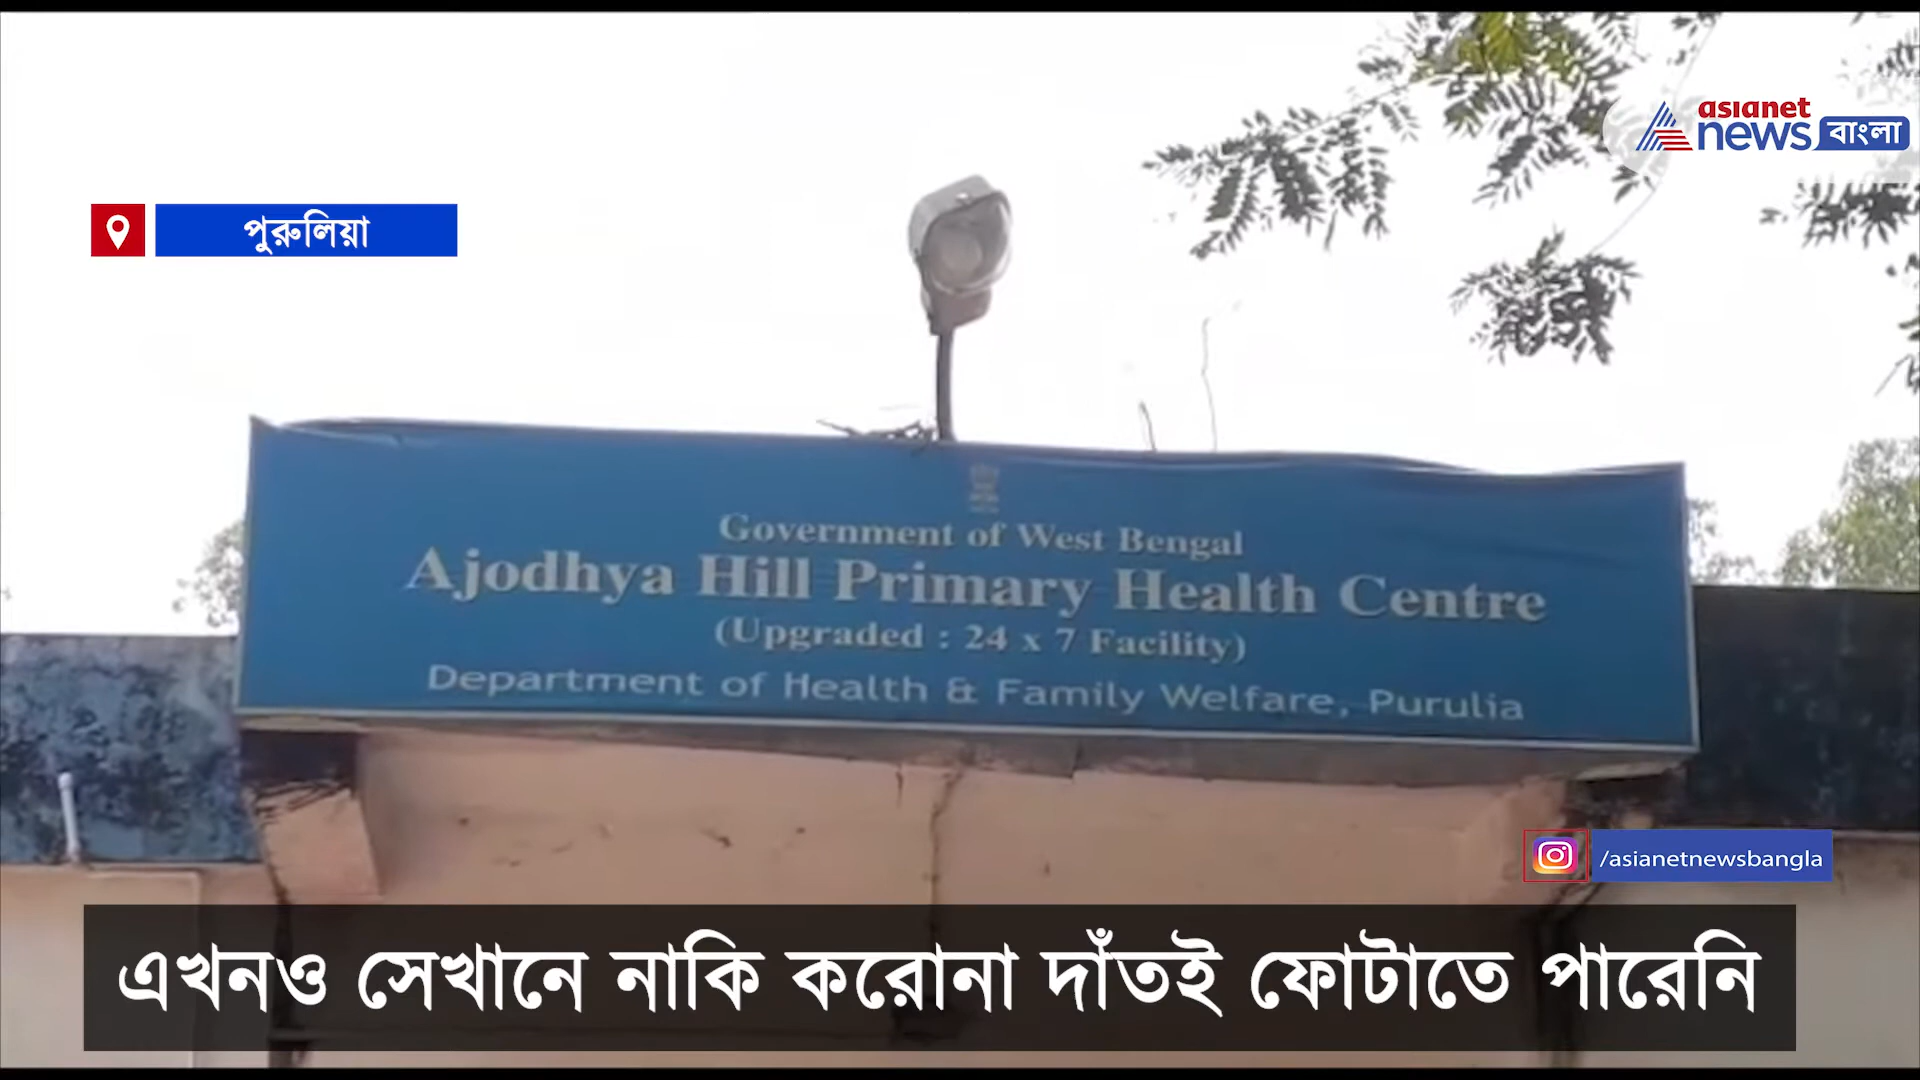 asianet
news বাংলা
পুরুলিয়া
Government of West Bengal
Ajodhya Hill Primary Health Centre
(Upgraded : 24 x 7 Facility)
Department of Health & Family Welfare, Purulia
/asianetnewsbangla
এখনও সেখানে নাকি করোনা দাঁতই ফোটাতে পারেনি